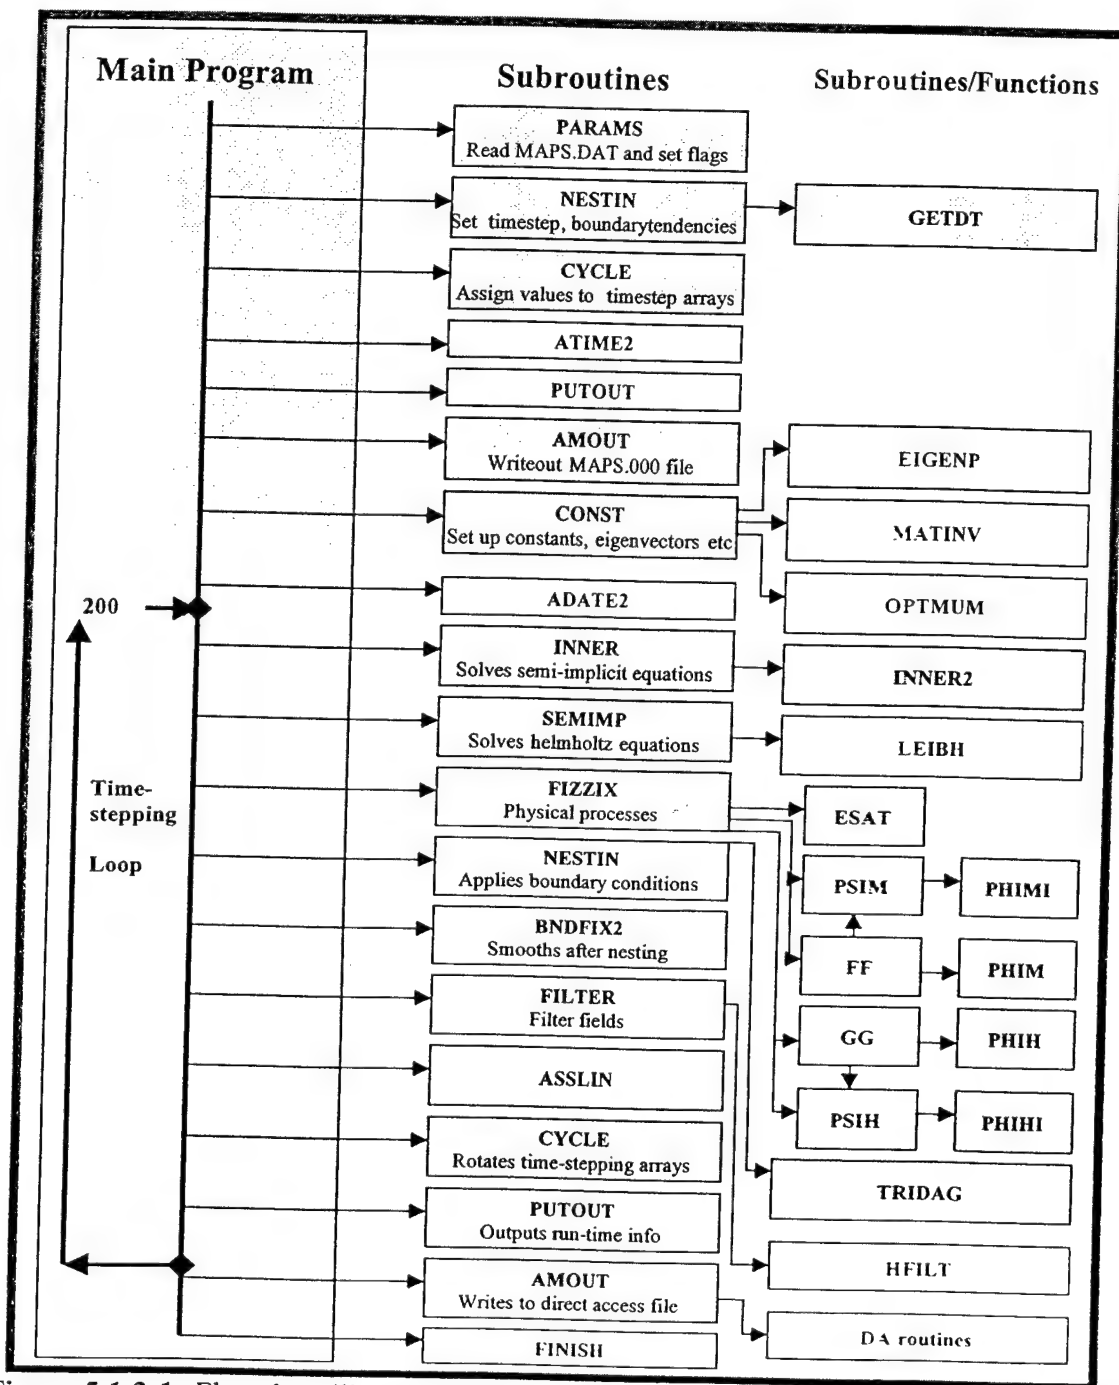 Main Program
Subroutines
Subroutines/Functions
PARAMS
Read MAPS.DAT and set flags
NESTIN
Set timestep, boundarytendencies
GETDT
CYCLE
Assign values to timestep arrays
ATIME2
PUTOUT
AMOUT
Writeout MAPS.000 file
EIGENP
CONST
Set up constants, eigenvectors etc
MATINV
OPTMUM
200
ADATE2
INNER
Solves semi-implicit equations
INNER2
SEMIMP
Solves helmholtz equations
LEIBH
Time-
stepping
Loop
FIZZIX
Physical processes
ESAT
NESTIN
Applies boundary conditions
PSIM
PHIMI
BNDFIX2
Smooths after nesting
FF
PHIM
FILTER
Filter fields
GG
PHIH
ASSLIN
PSIH
PHIHI
CYCLE
Rotates time-stepping arrays
TRIDAG
PUTOUT
Outputs run-time info
HFILT
AMOUT
Writes to direct access file
DA routines
FINISH